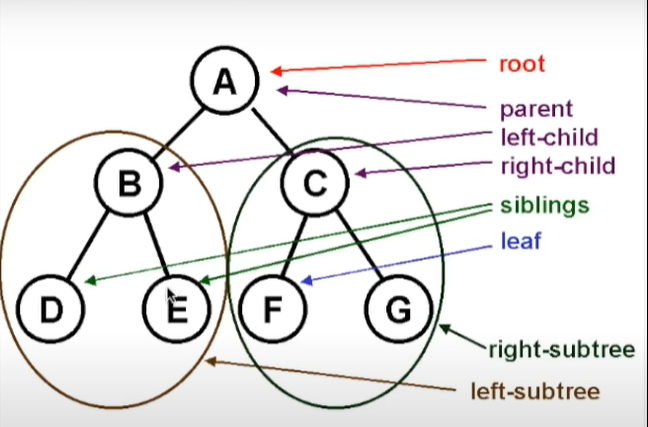 A
root
parent
left-child
B
C
right-child
siblings
leaf
D
E
F
G
right-subtree
left-subtree